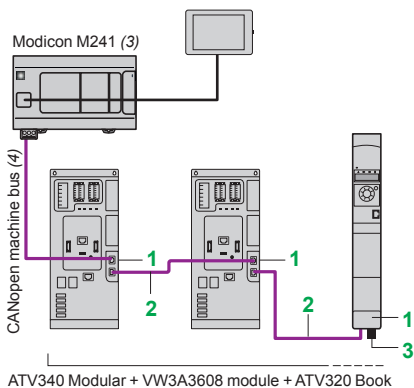 Modicon M241 (3)
CANopen machine bus (4)
1
1
2
2
1
3
ATV340 Modular + VW3A3608 module + ATV320 Book